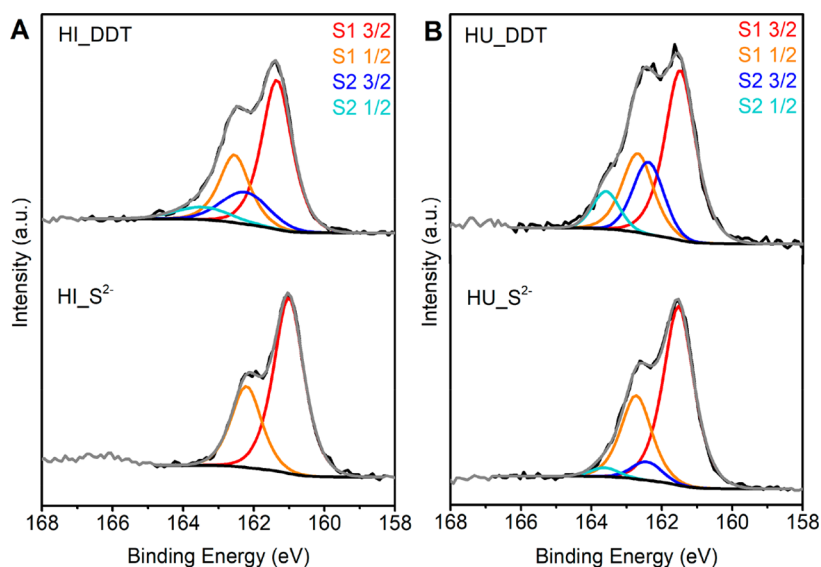 A
HI_DDT
S1 3/2
S1 1/2
S2 3/2
S2 1/2
HI_S²⁻
Intensity (a.u.)
168 166 164 162 160 158
Binding Energy (eV)
B
HU_DDT
S1 3/2
S1 1/2
S2 3/2
S2 1/2
HU_S²⁻
Intensity (a.u.)
168 166 164 162 160 158
Binding Energy (eV)